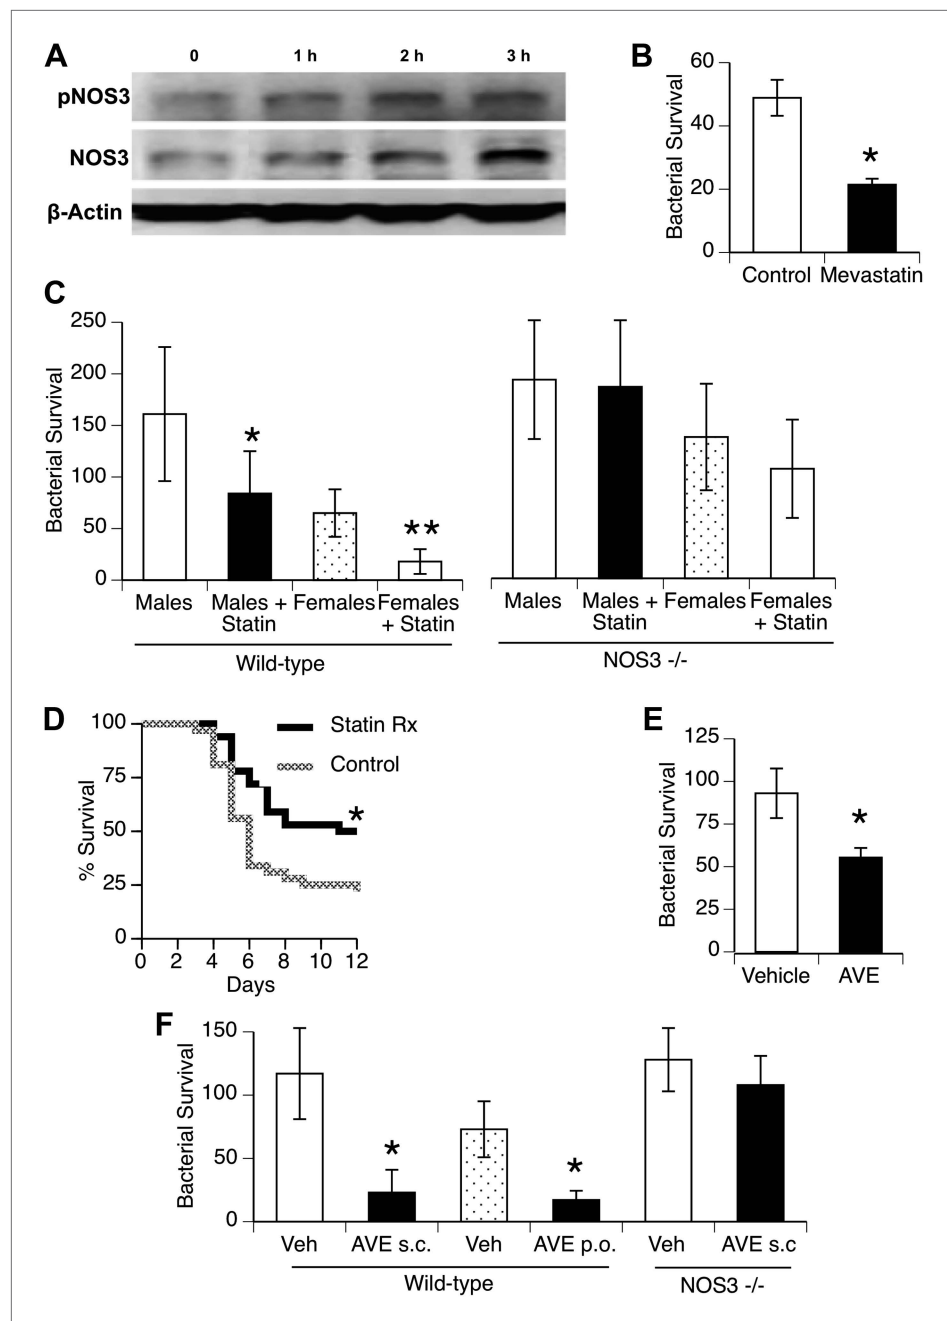 A
0 1 h 2 h 3 h
pNOS3
NOS3
β-Actin
B
Bacterial Survival
60
40
20
0
Control Mevastatin
*
C
Bacterial Survival
250
200
150
100
50
0
*
**
Males Males + Females Females
Statin + Statin
Wild-type
Males Males + Females Females
Statin + Statin
NOS3 -/-
D
% Survival
100
75
50
25
0
0 2 4 6 8 10 12
Days
Statin Rx
Control
*
E
Bacterial Survival
125
100
75
50
25
0
*
Vehicle AVE
F
Bacterial Survival
150
100
50
0
*
*
Veh AVE s.c. Veh AVE p.o. Veh AVE s.c
Wild-type NOS3 -/-